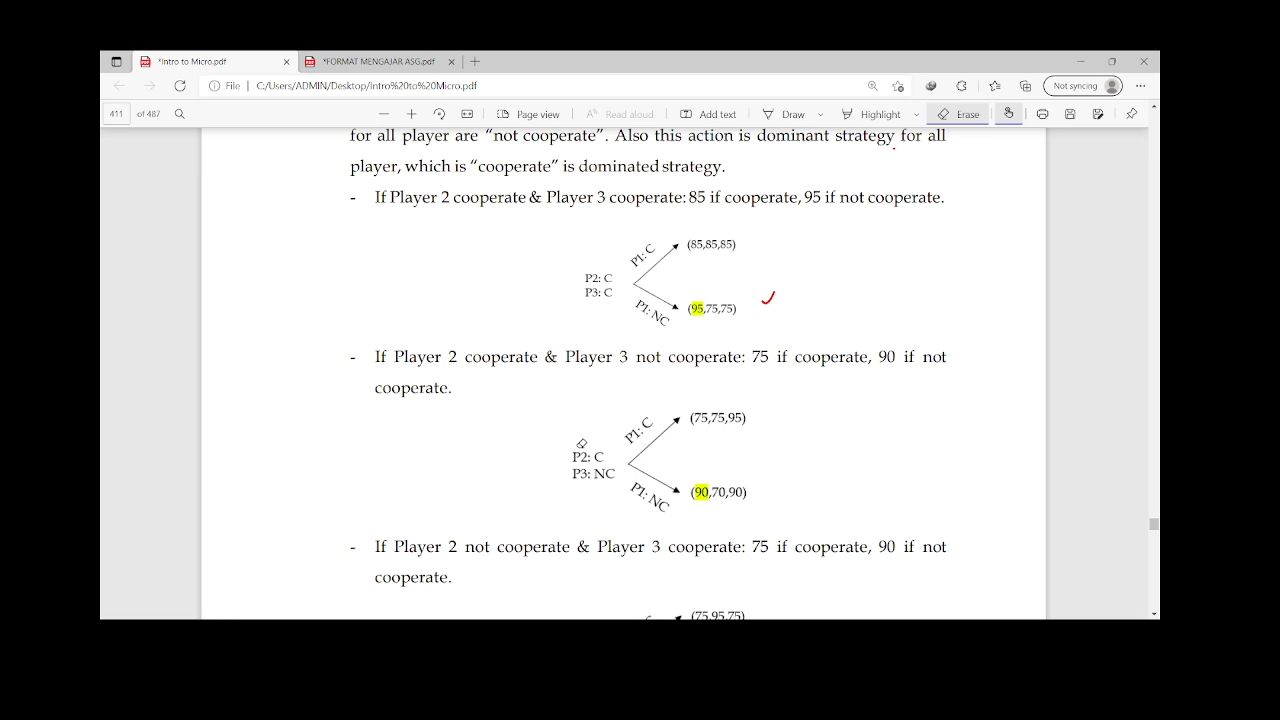 *Intro to Micro.pdf
*FORMAT MENGAJAR ASG.pdf
File
C:/Users/ADMIN/Desktop/Intro%20to%20Micro.pdf
Not syncing
411 of 487
Page view
Read aloud
Add text
Draw
Highlight
Erase
for all player are “not cooperate”. Also this action is dominant strategy for all
player, which is “cooperate” is dominated strategy.
- If Player 2 cooperate & Player 3 cooperate: 85 if cooperate, 95 if not cooperate.
P1: C
(85,85,85)
P2: C
P3: C
P1: NC
(95,75,75)
- If Player 2 cooperate & Player 3 not cooperate: 75 if cooperate, 90 if not
cooperate.
P1: C
(75,75,95)
P2: C
P3: NC
P1: NC
(90,70,90)
- If Player 2 not cooperate & Player 3 cooperate: 75 if cooperate, 90 if not
cooperate.
(75,95,75)